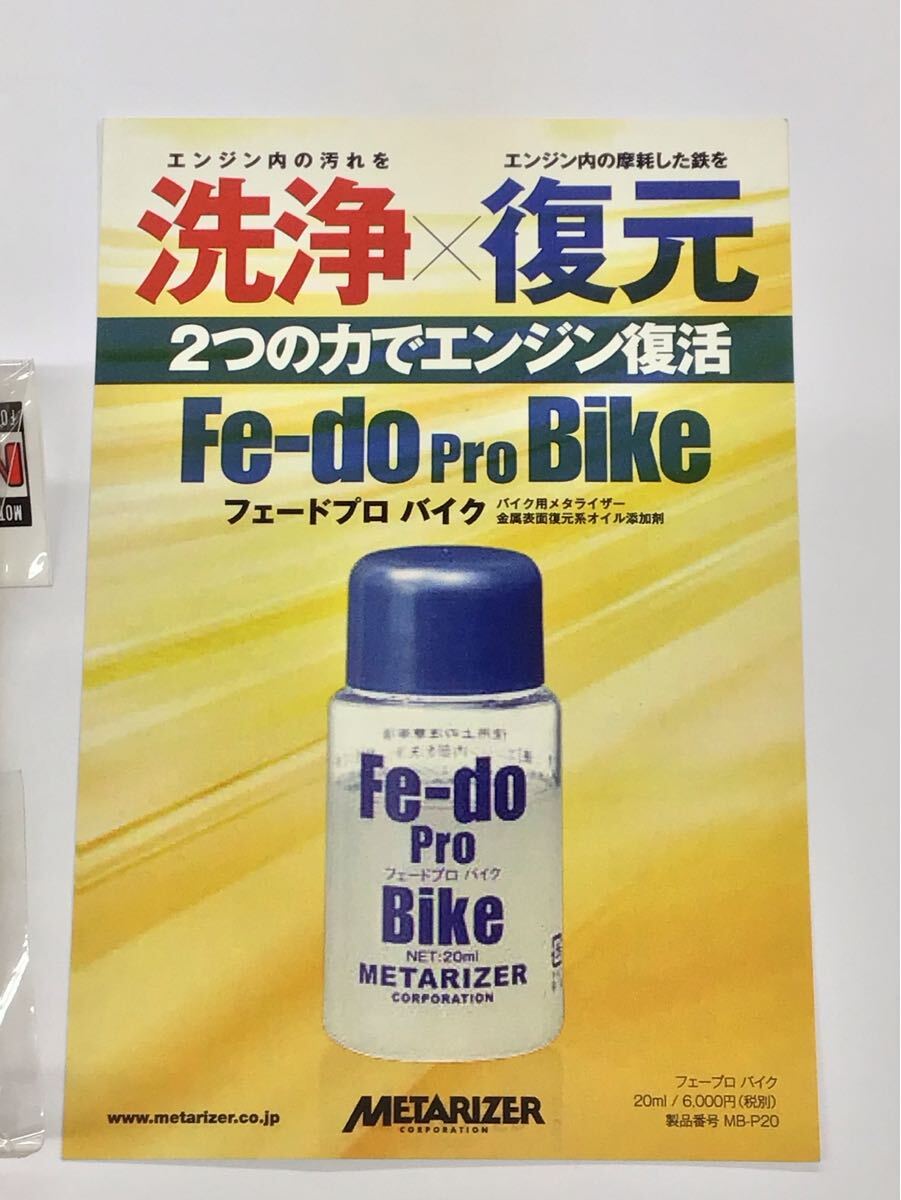 エンジン内の汚れを
エンジン内の摩耗した鉄を
洗浄×復元
2つの力でエンジン復活
Fe-do Pro Bike
フェードプロ バイク
バイク用メタライザー
金属表面復元系オイル添加剤
Fe-do
Pro
フェードプロ バイク
Bike
NET:20ml
METARIZER
CORPORATION
フェープロ バイク
20ml / 6,000円(税別)
製品番号 MB-P20
www.metarizer.co.jp
METARIZER
CORPORATION
MOT